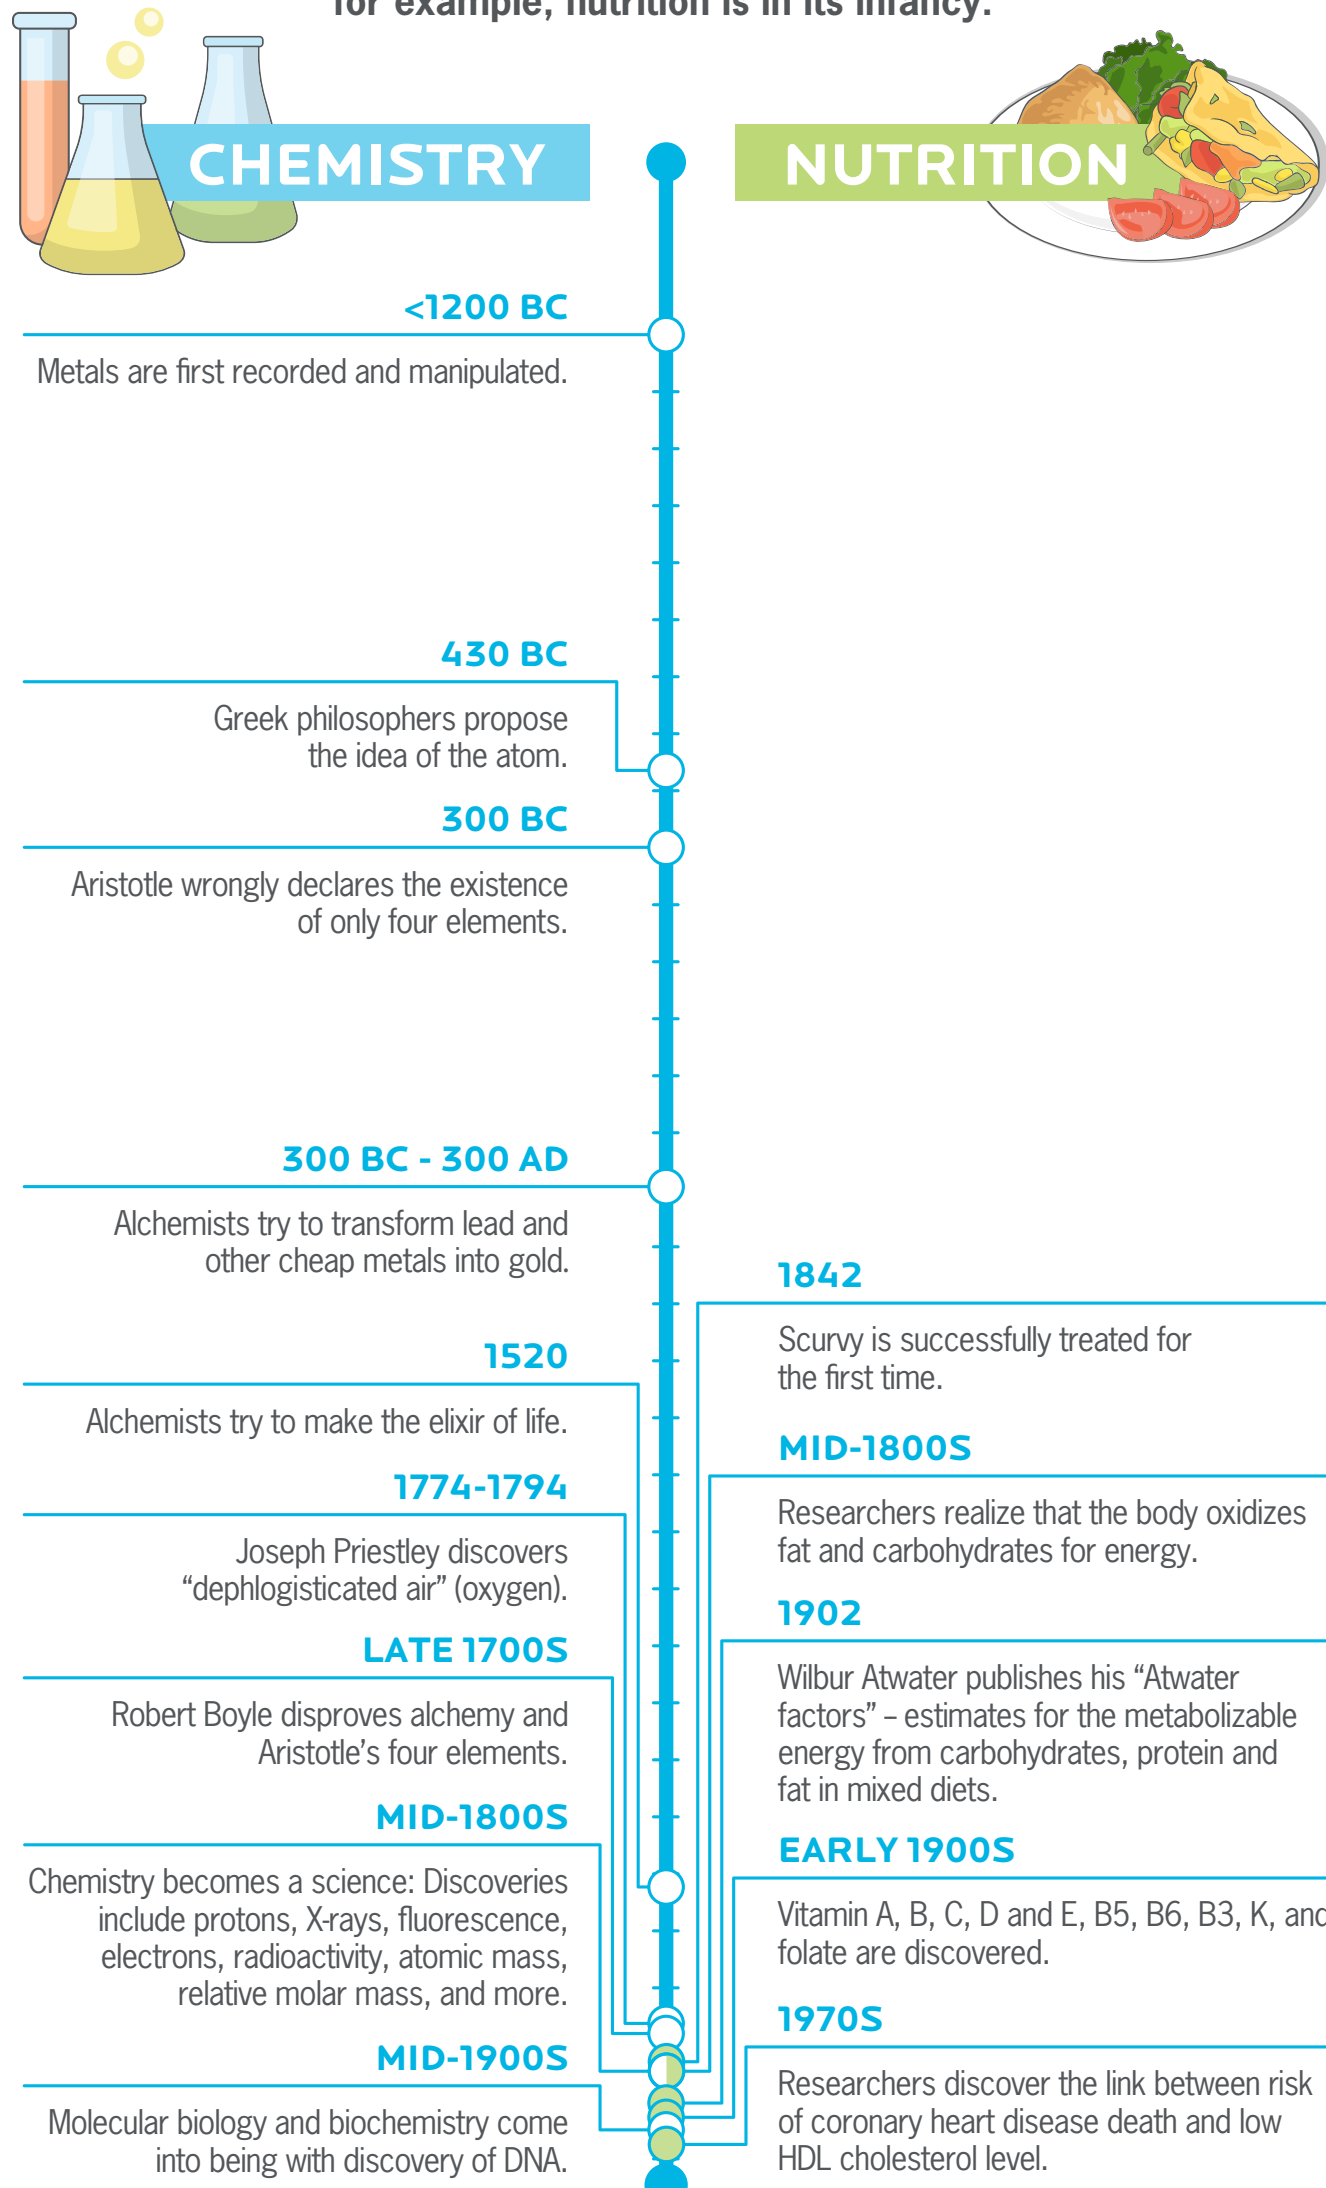 for example, nutrition is in its infancy.
CHEMISTRY
NUTRITION
<1200 BC
Metals are first recorded and manipulated.
430 BC
Greek philosophers propose
the idea of the atom.
300 BC
Aristotle wrongly declares the existence
of only four elements.
300 BC - 300 AD
Alchemists try to transform lead and
other cheap metals into gold.
1520
Alchemists try to make the elixir of life.
1774-1794
Joseph Priestley discovers
“dephlogisticated air” (oxygen).
LATE 1700S
Robert Boyle disproves alchemy and
Aristotle’s four elements.
MID-1800S
Chemistry becomes a science: Discoveries
include protons, X-rays, fluorescence,
electrons, radioactivity, atomic mass,
relative molar mass, and more.
MID-1900S
Molecular biology and biochemistry come
into being with discovery of DNA.
1842
Scurvy is successfully treated for
the first time.
MID-1800S
Researchers realize that the body oxidizes
fat and carbohydrates for energy.
1902
Wilbur Atwater publishes his “Atwater
factors” – estimates for the metabolizable
energy from carbohydrates, protein and
fat in mixed diets.
EARLY 1900S
Vitamin A, B, C, D and E, B5, B6, B3, K, and
folate are discovered.
1970S
Researchers discover the link between risk
of coronary heart disease death and low
HDL cholesterol level.